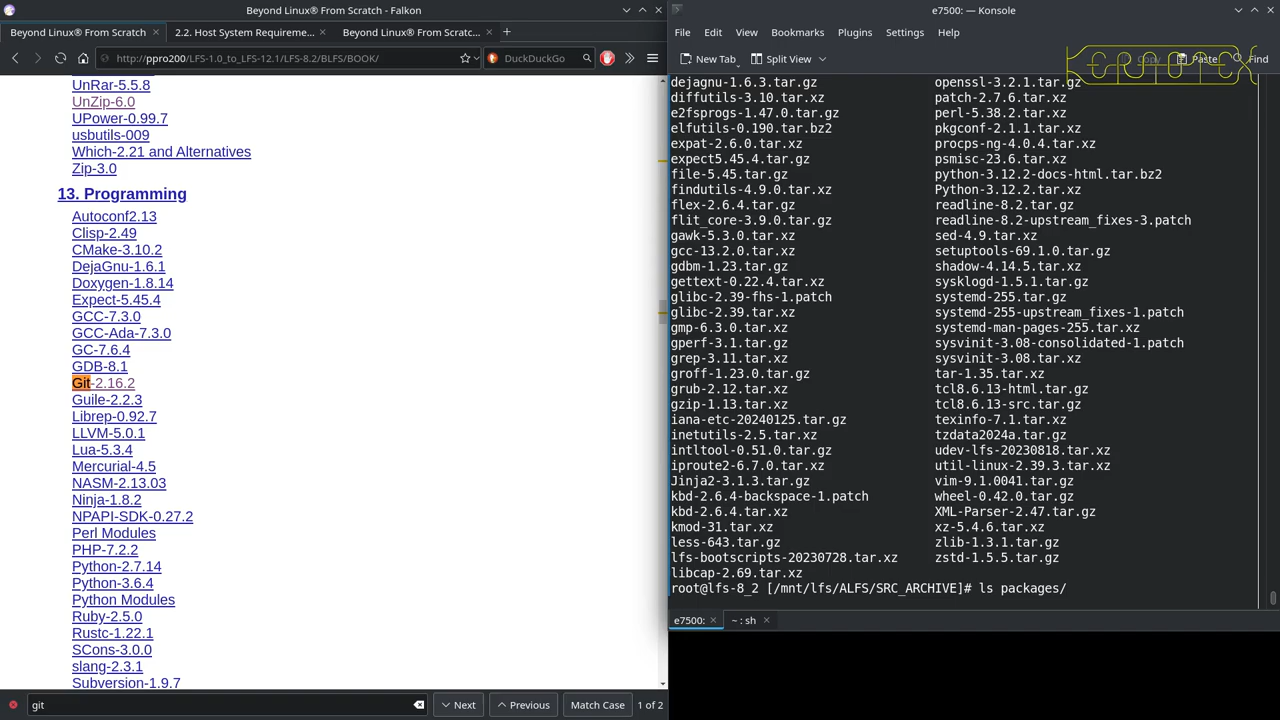 Beyond Linux® From Scratch - Falkon
Beyond Linux® From Scratch
2.2. Host System Requireme...
Beyond Linux® From Scratc...
http://ppro200/LFS-1.0_to_LFS-12.1/LFS-8.2/BLFS/BOOK/
DuckDuckGo
UnRar-5.5.8
UnZip-6.0
UPower-0.99.7
usbutils-009
Which-2.21 and Alternatives
Zip-3.0
13. Programming
Autoconf2.13
Clisp-2.49
CMake-3.10.2
DejaGnu-1.6.1
Doxygen-1.8.14
Expect-5.45.4
GCC-7.3.0
GCC-Ada-7.3.0
GC-7.6.4
GDB-8.1
Git-2.16.2
Guile-2.2.3
Librep-0.92.7
LLVM-5.0.1
Lua-5.3.4
Mercurial-4.5
NASM-2.13.03
Ninja-1.8.2
NPAPI-SDK-0.27.2
Perl Modules
PHP-7.2.2
Python-2.7.14
Python-3.6.4
Python Modules
Ruby-2.5.0
Rustc-1.22.1
SCons-3.0.0
slang-2.3.1
Subversion-1.9.7
git
Next
Previous
Match Case
1 of 2
e7500: — Konsole
File Edit View Bookmarks Plugins Settings Help
New Tab
Split View
Copy
Paste
Find
dejagnu-1.6.3.tar.gz openssl-3.2.1.tar.gz
diffutils-3.10.tar.xz patch-2.7.6.tar.xz
e2fsprogs-1.47.0.tar.gz perl-5.38.2.tar.xz
elfutils-0.190.tar.bz2 pkgconf-2.1.1.tar.xz
expat-2.6.0.tar.xz procps-ng-4.0.4.tar.xz
expect5.45.4.tar.gz psmisc-23.6.tar.xz
file-5.45.tar.gz python-3.12.2-docs-html.tar.bz2
findutils-4.9.0.tar.xz Python-3.12.2.tar.xz
flex-2.6.4.tar.gz readline-8.2.tar.gz
flit_core-3.9.0.tar.gz readline-8.2-upstream_fixes-3.patch
gawk-5.3.0.tar.xz sed-4.9.tar.xz
gcc-13.2.0.tar.xz setuptools-69.1.0.tar.gz
gdbm-1.23.tar.gz shadow-4.14.5.tar.xz
gettext-0.22.4.tar.xz sysklogd-1.5.1.tar.gz
glibc-2.39-fhs-1.patch systemd-255.tar.gz
glibc-2.39.tar.xz systemd-255-upstream_fixes-1.patch
gmp-6.3.0.tar.xz systemd-man-pages-255.tar.xz
gperf-3.1.tar.gz sysvinit-3.08-consolidated-1.patch
grep-3.11.tar.xz sysvinit-3.08.tar.xz
groff-1.23.0.tar.gz tar-1.35.tar.xz
grub-2.12.tar.xz tcl8.6.13-html.tar.gz
gzip-1.13.tar.xz tcl8.6.13-src.tar.gz
iana-etc-20240125.tar.gz texinfo-7.1.tar.xz
inetutils-2.5.tar.xz tzdata2024a.tar.gz
intltool-0.51.0.tar.gz udev-lfs-20230818.tar.xz
iproute2-6.7.0.tar.xz util-linux-2.39.3.tar.xz
Jinja2-3.1.3.tar.gz vim-9.1.0041.tar.gz
kbd-2.6.4-backspace-1.patch wheel-0.42.0.tar.gz
kbd-2.6.4.tar.xz XML-Parser-2.47.tar.gz
kmod-31.tar.xz xz-5.4.6.tar.xz
less-643.tar.gz zlib-1.3.1.tar.gz
lfs-bootscripts-20230728.tar.xz zstd-1.5.5.tar.gz
libcap-2.69.tar.xz
root@lfs-8_2 [/mnt/lfs/ALFS/SRC_ARCHIVE]# ls packages/
e7500:
~ : sh